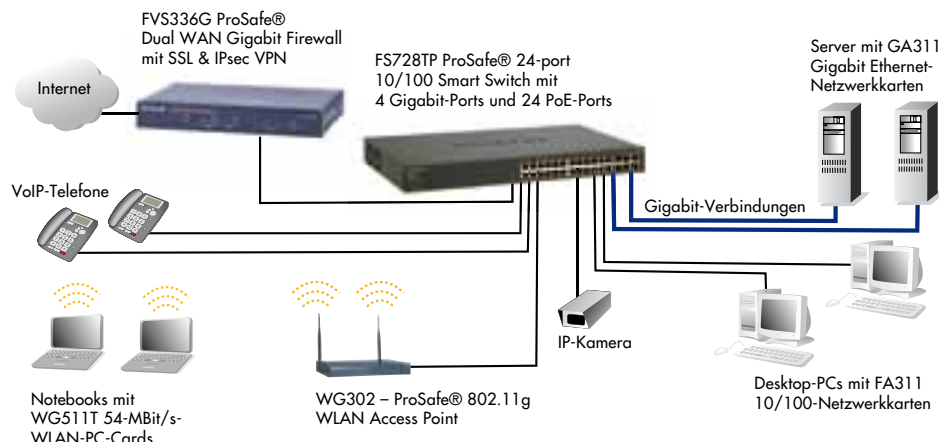 FVS336G ProSafe®
Dual WAN Gigabit Firewall
mit SSL & IPsec VPN
FS728TP ProSafe® 24-port
10/100 Smart Switch mit
4 Gigabit-Ports und 24 PoE-Ports
Server mit GA311
Gigabit Ethernet-
Netzwerkkarten
Internet
VoIP-Telefone
Gigabit-Verbindungen
IP-Kamera
Notebooks mit
WG511T 54-MBit/s-
WLAN-PC-Cards
WG302 – ProSafe® 802.11g
WLAN Access Point
Desktop-PCs mit FA311
10/100-Netzwerkkarten